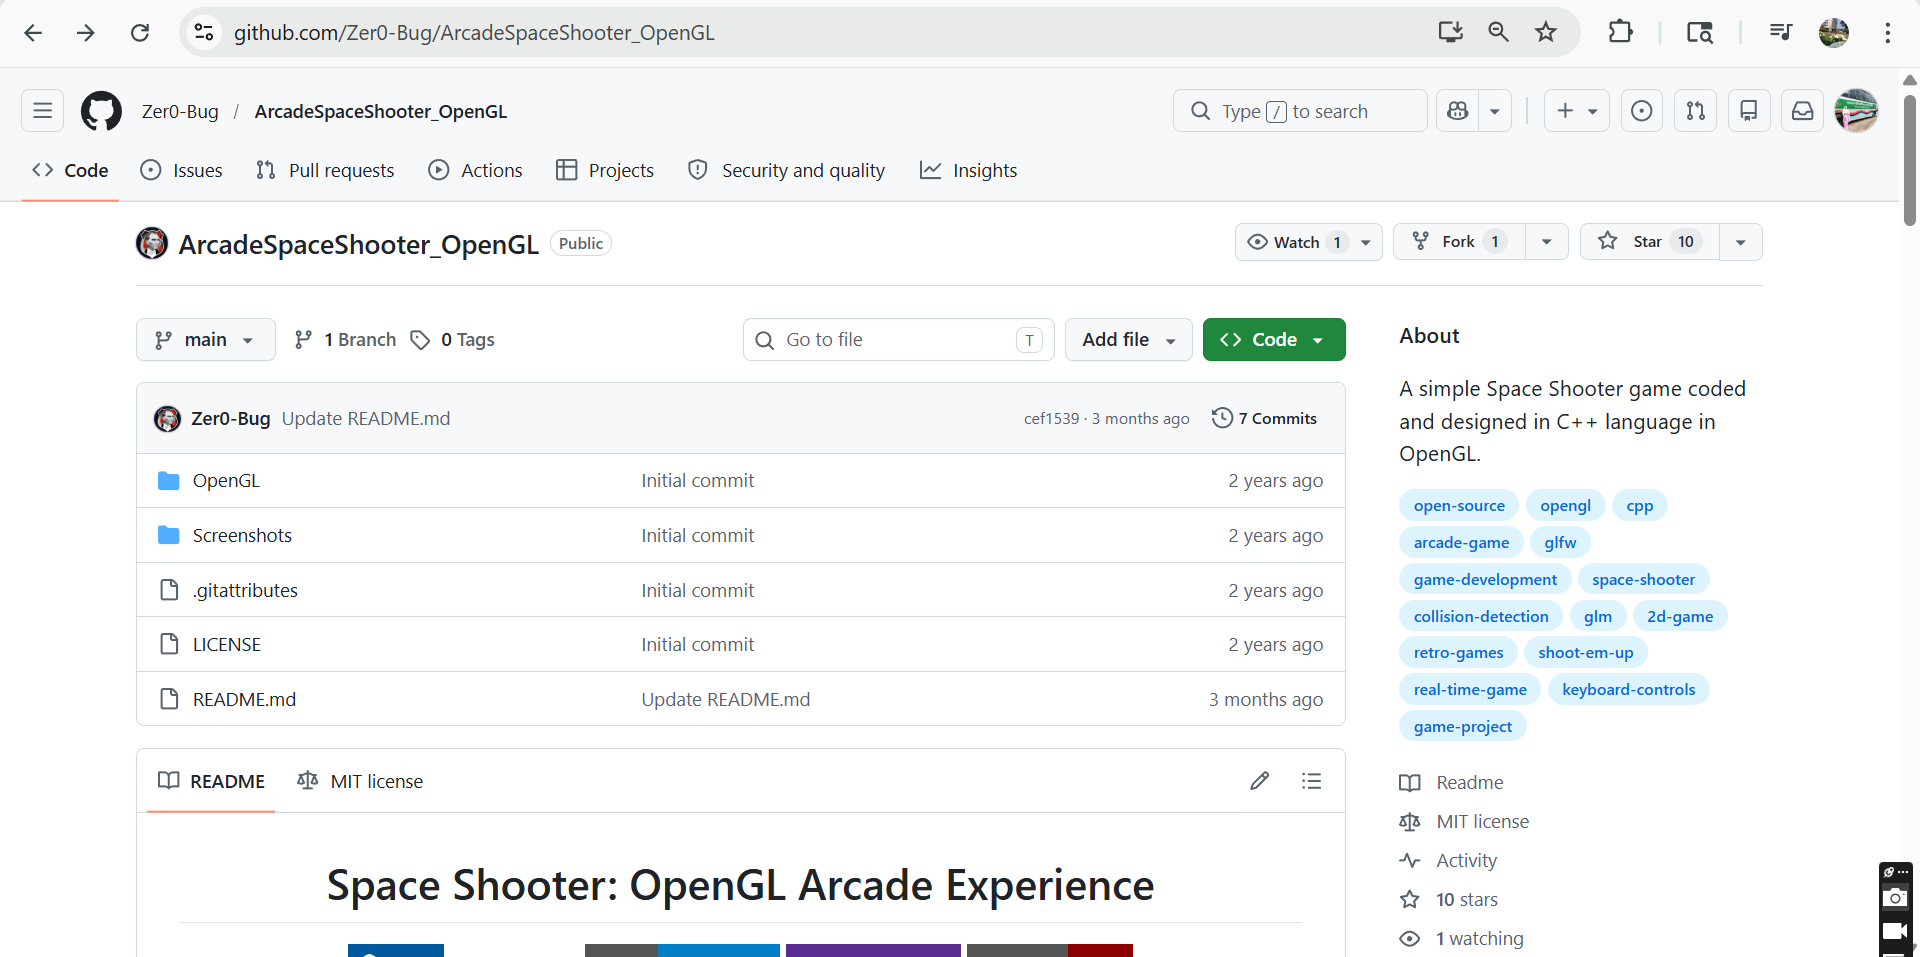 github.com/Zer0-Bug/ArcadeSpaceShooter_OpenGL
Zer0-Bug / ArcadeSpaceShooter_OpenGL
Type / to search
Code Issues Pull requests Actions Projects Security and quality Insights
ArcadeSpaceShooter_OpenGL Public
Watch 1 Fork 1 Star 10
main 1 Branch 0 Tags
Go to file T Add file Code
Zer0-Bug Update README.md cef1539 · 3 months ago 7 Commits
OpenGL Initial commit 2 years ago
Screenshots Initial commit 2 years ago
.gitattributes Initial commit 2 years ago
LICENSE Initial commit 2 years ago
README.md Update README.md 3 months ago
README MIT license
Space Shooter: OpenGL Arcade Experience
About
A simple Space Shooter game coded
and designed in C++ language in
OpenGL.
open-source opengl cpp
arcade-game glfw
game-development space-shooter
collision-detection glm 2d-game
retro-games shoot-em-up
real-time-game keyboard-controls
game-project
Readme
MIT license
Activity
10 stars
1 watching